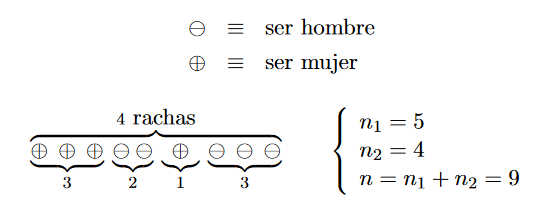 ⊖ ≡ ser hombre
⊕ ≡ ser mujer
4 rachas
⊕ ⊕ ⊕ ⊖ ⊖ ⊕ ⊖ ⊖ ⊖
3 2 1 3
n₁ = 5
n₂ = 4
n = n₁ + n₂ = 9